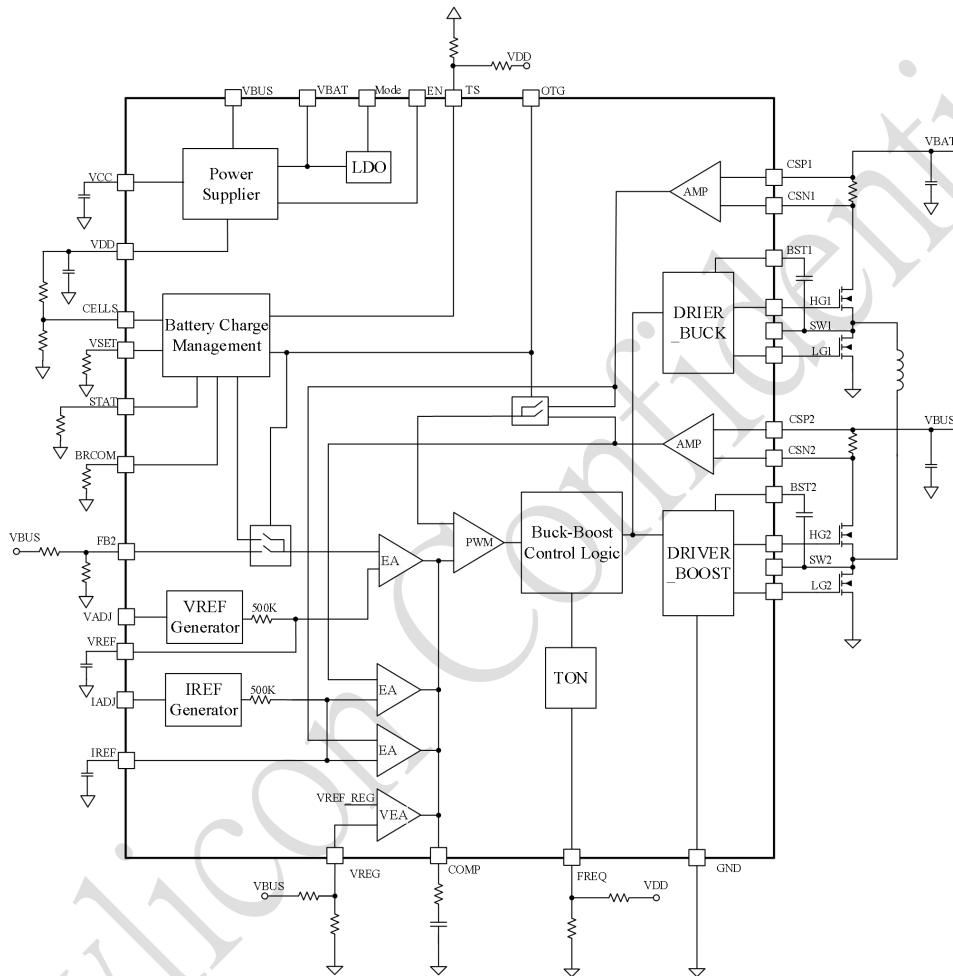 VDD
VBUS
VBAT
Mode
EN
TS
OTG
Power
Supplier
LDO
VCC
VDD
CELLS
VSET
STAT
BRCOM
Battery Charge
Management
AMP
CSP1
CSN1
VBAT
BST1
DRIER
_BUCK
HG1
SW1
LG1
AMP
CSP2
CSN2
VBUS
BST2
DRIVER
_BOOST
HG2
SW2
LG2
VBUS
FB2
EA
PWM
Buck-Boost
Control Logic
VADJ
VREF
Generator
500K
VREF
IADJ
IREF
Generator
500K
EA
TON
IREF
EA
VREF_REG
VEA
VBUS
VREG
COMP
FREQ
VDD
GND
ylicon Confidenti